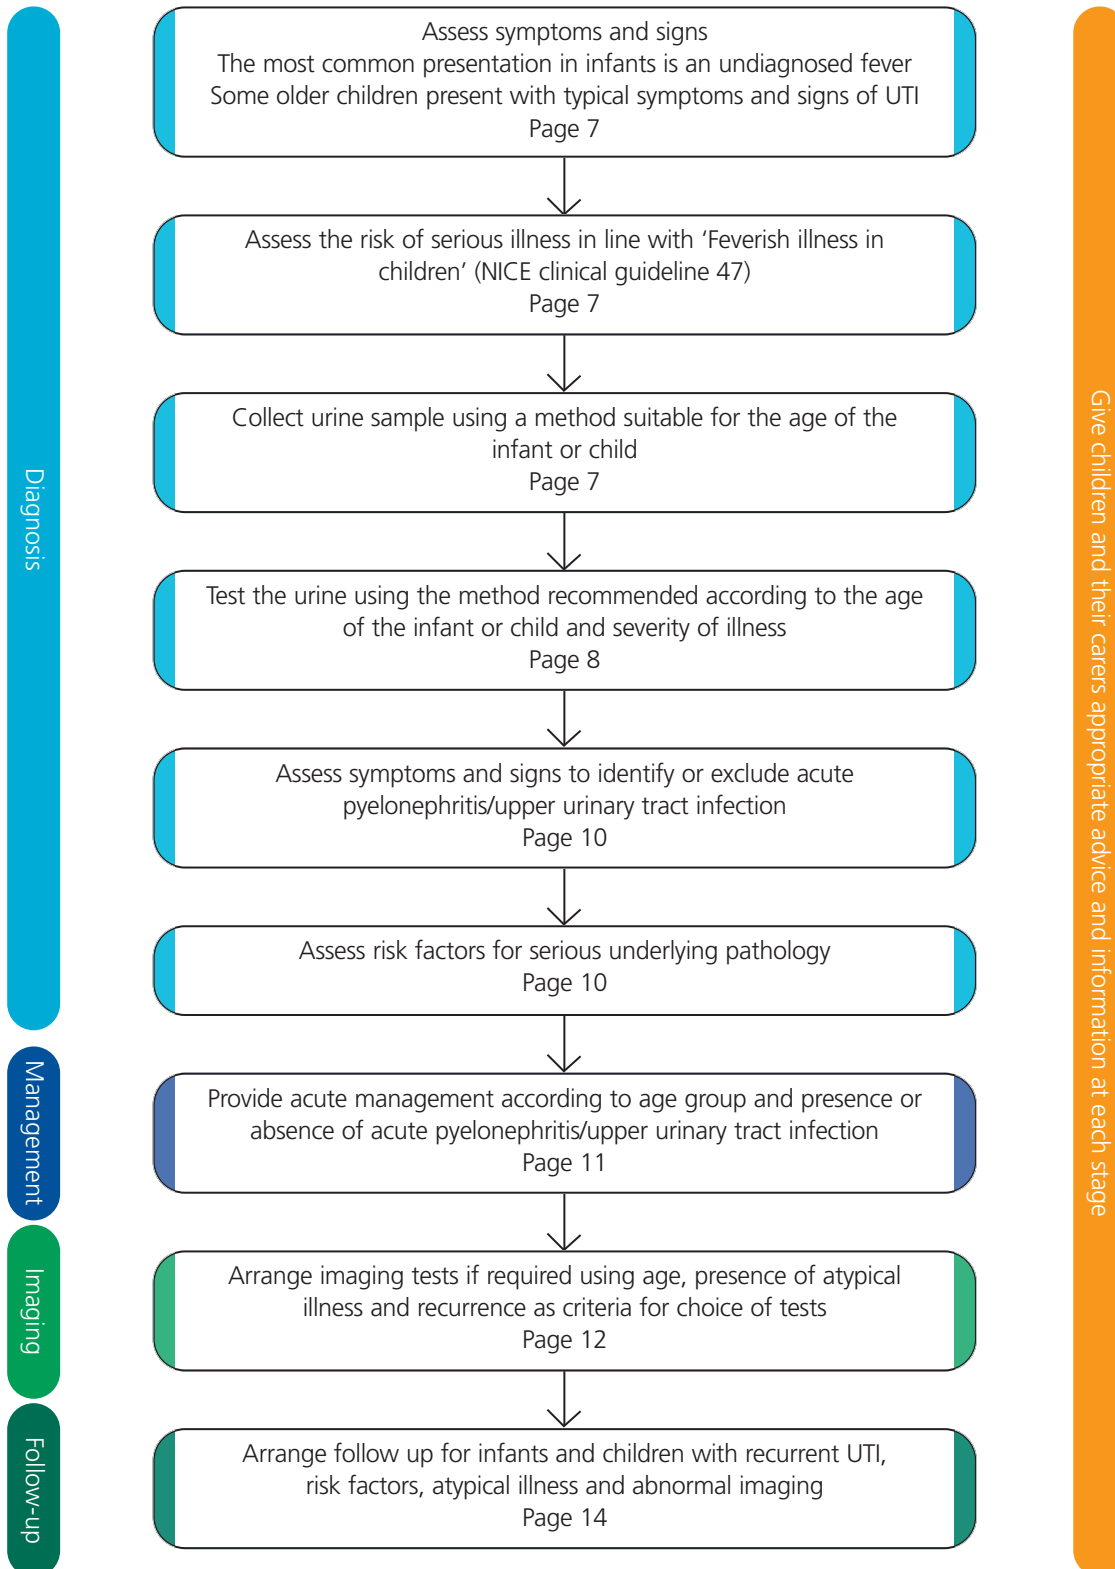 Diagnosis
Assess symptoms and signs
The most common presentation in infants is an undiagnosed fever
Some older children present with typical symptoms and signs of UTI
Page 7
Assess the risk of serious illness in line with ‘Feverish illness in
children’ (NICE clinical guideline 47)
Page 7
Collect urine sample using a method suitable for the age of the
infant or child
Page 7
Test the urine using the method recommended according to the age
of the infant or child and severity of illness
Page 8
Assess symptoms and signs to identify or exclude acute
pyelonephritis/upper urinary tract infection
Page 10
Assess risk factors for serious underlying pathology
Page 10
Management
Provide acute management according to age group and presence or
absence of acute pyelonephritis/upper urinary tract infection
Page 11
Imaging
Arrange imaging tests if required using age, presence of atypical
illness and recurrence as criteria for choice of tests
Page 12
Follow-up
Arrange follow up for infants and children with recurrent UTI,
risk factors, atypical illness and abnormal imaging
Page 14
Give children and their carers appropriate advice and information at each stage